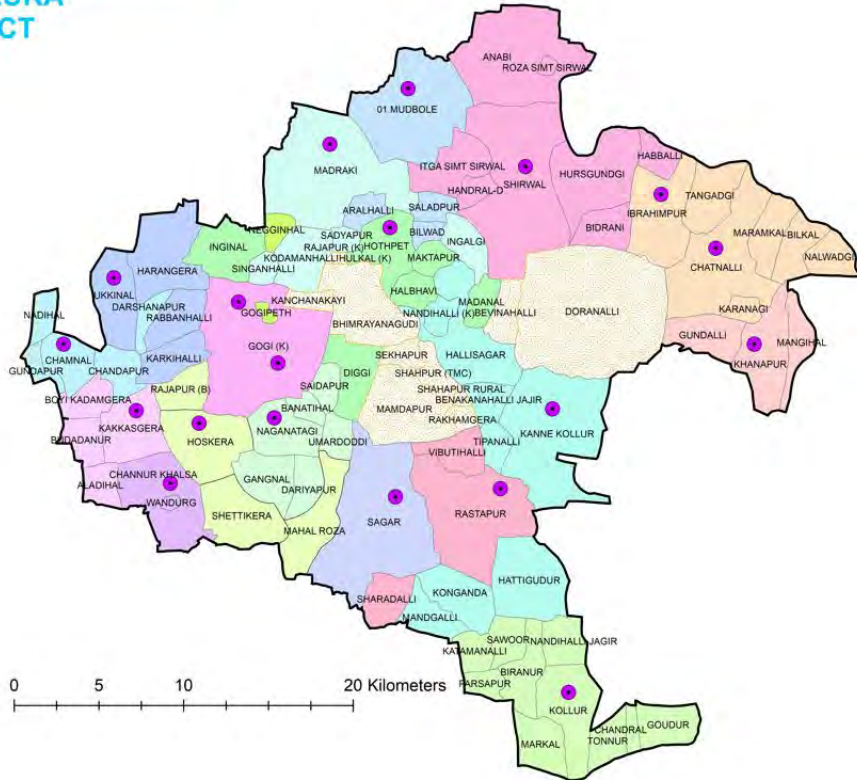 CT
ANABI
ROZA SIMT SIRWAL
01 MUDBOLE
MADRAKI
ITGA SIMT SIRWAL
HANDRAL-D
SHIRWAL
HURSGUNDGI
HABBALLI
TANGADGI
IBRAHIMPUR
MARAMKAL
BILKAL
NALWADGI
CHATNALLI
BIDRANI
ARALHALLI
SALADPUR
SADYAPUR
HOTHPET
BILWAD
INGALGI
INGINAL
RAJAPUR (K)
KODAMANHALLI
HULKAL (K)
MAKTAPUR
SINGANHALLI
HARANGERA
UKKINAL
DARSHANAPUR
RABBANHALLI
KANCHANAKAYI
GOGIPETH
HALBHAVI
MADANAL
NANDIHALLI (K)
BEVINAHALLI
DORANALLI
KARANAGI
NADIHAL
BHIMRAYANAGUDI
GUNDALLI
MANGIHAL
KHANAPUR
CHAMNAL
GUNDAPUR
CHANDAPUR
KARKIHALLI
GOGI (K)
SEKHAPUR
HALLISAGAR
DIGGI
SHAHPUR (TMC)
SAIDAPUR
SHAHAPUR RURAL
RAJAPUR (B)
BOYI KADAMGERA
BENAKANAHALLI JAJIR
BANATIHAL
MAMDAPUR
KAKKASGERA
RAKHAMGERA
NAGANATAGI
KANNE KOLLUR
HOSKERA
UMARDODDI
TIPANALLI
VIBUTIHALLI
CHANNUR KHALSA
ALADIHAL
GANGNAL
DARIYAPUR
WANDURG
RASTAPUR
SHETTIKERA
SAGAR
MAHAL ROZA
HATTIGUDUR
KONGANDA
SHARADALLI
MANDGALLI
SAWOOR
NANDIHALLI JAGIR
KATAMANALLI
BIRANUR
PARSAPUR
KOLLUR
CHANDRAL
GOUDUR
TONNUR
MARKAL
0 5 10 20 Kilometers